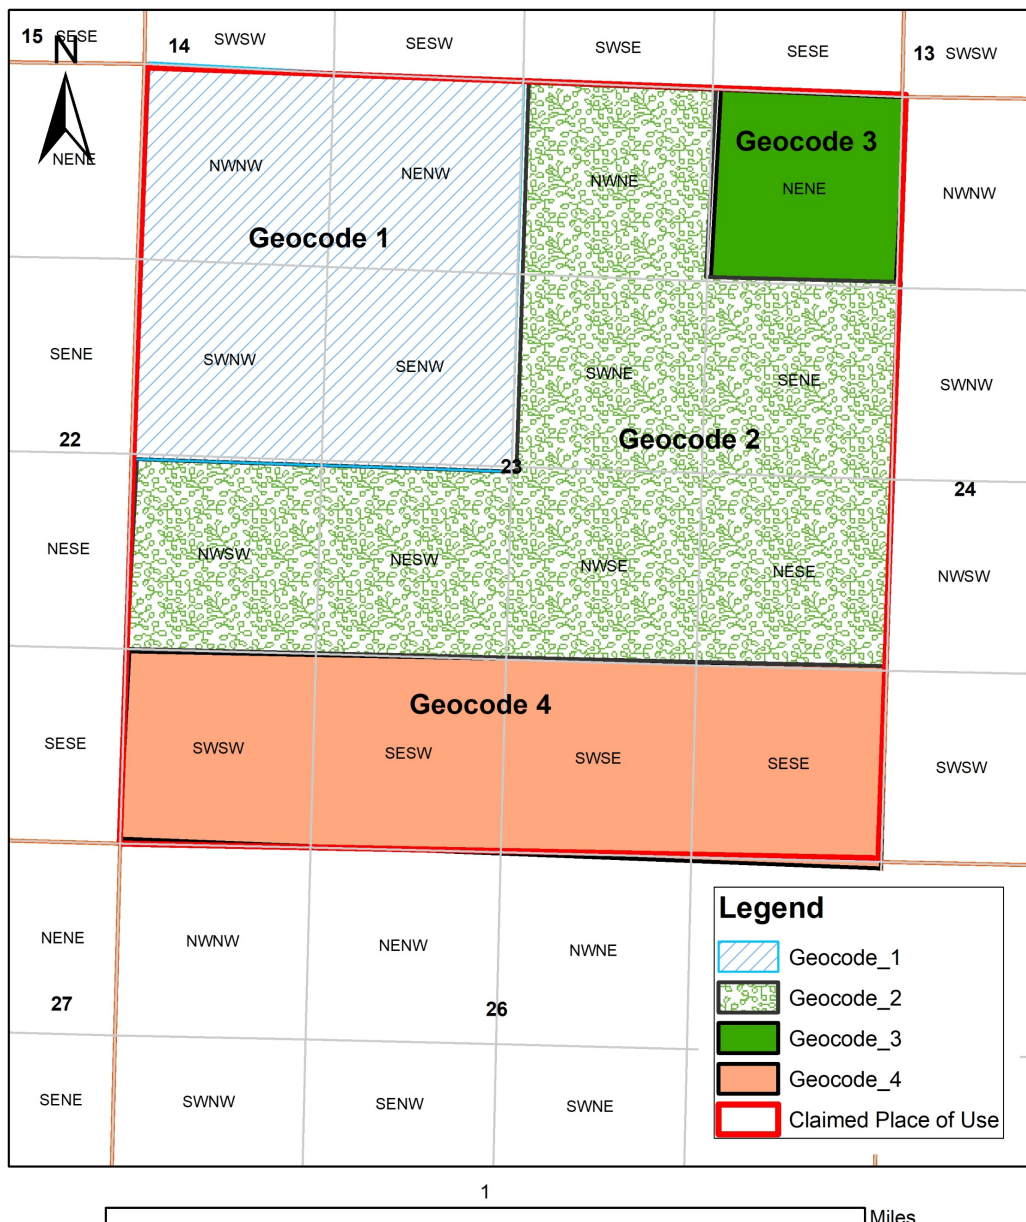 15 SESE
14 SWSW SESW SWSE SESE
13 SWSW
N
NENE
NWNW NENW NWNE
Geocode 3
NENE
NWNW
Geocode 1
SENE
SWNW SENW SWNE SENE
SWNW
22
Geocode 2
23
24
NESE
NWSW NESW NWSE NESE
NWSW
Geocode 4
SESE
SWSW SESW SWSE SESE
SWSW
NENE
NWNW NENW NWNE
27
26
SENE
SWNW SENW SWNE
Legend
Geocode_1
Geocode_2
Geocode_3
Geocode_4
Claimed Place of Use
1
Miles